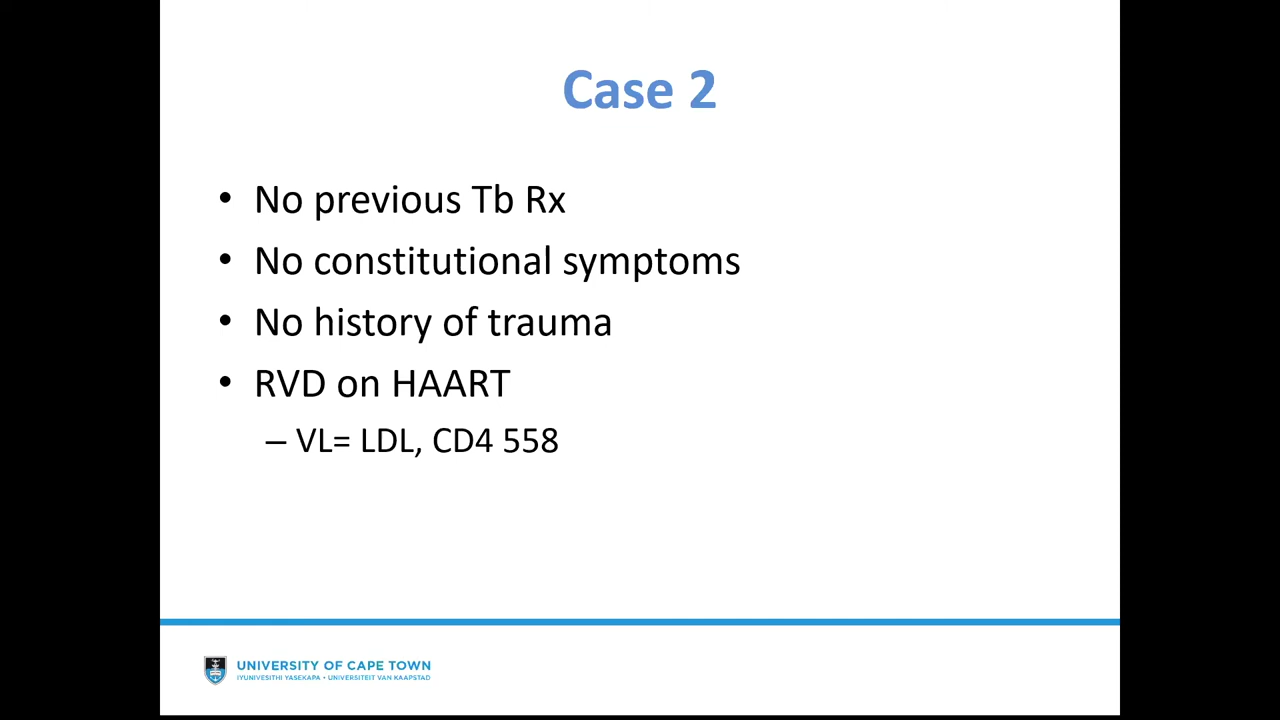 Case 2
• No previous Tb Rx
• No constitutional symptoms
• No history of trauma
• RVD on HAART
– VL= LDL, CD4 558
UNIVERSITY OF CAPE TOWN
IYUNIVESITHI YASEKAPA • UNIVERSITEIT VAN KAAPSTAD